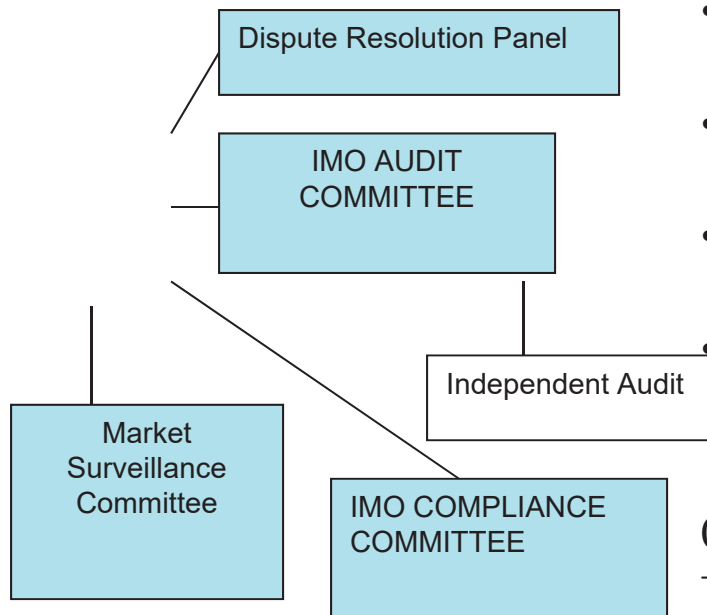 Dispute Resolution Panel
IMO AUDIT
COMMITTEE
Independent Audit
Market
Surveillance
Committee
IMO COMPLIANCE
COMMITTEE